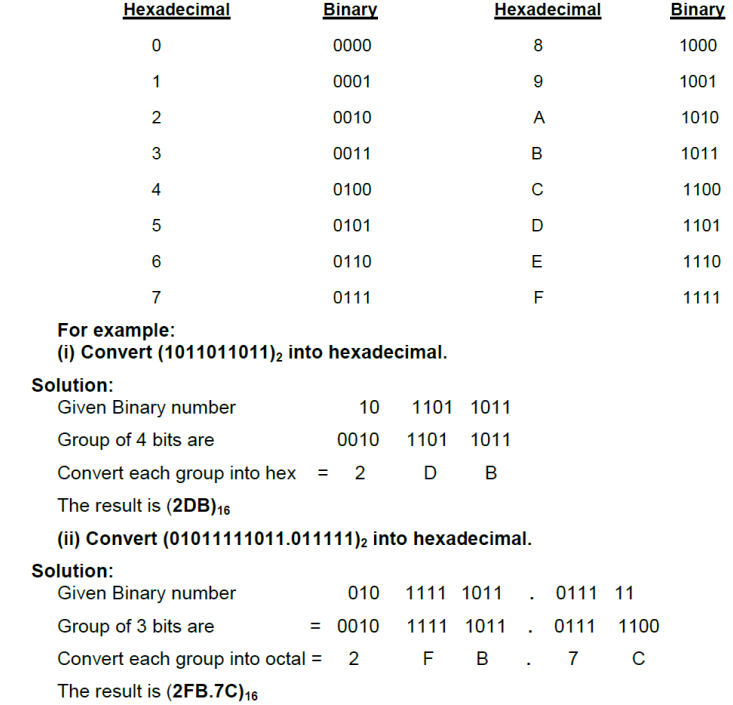 Hexadecimal Binary Hexadecimal Binary
0 0000 8 1000
1 0001 9 1001
2 0010 A 1010
3 0011 B 1011
4 0100 C 1100
5 0101 D 1101
6 0110 E 1110
7 0111 F 1111
For example:
(i) Convert (1011011011)₂ into hexadecimal.
Solution:
Given Binary number 10 1101 1011
Group of 4 bits are 0010 1101 1011
Convert each group into hex = 2 D B
The result is (2DB)₁₆
(ii) Convert (01011111011.011111)₂ into hexadecimal.
Solution:
Given Binary number 010 1111 1011 . 0111 11
Group of 3 bits are = 0010 1111 1011 . 0111 1100
Convert each group into octal = 2 F B . 7 C
The result is (2FB.7C)₁₆